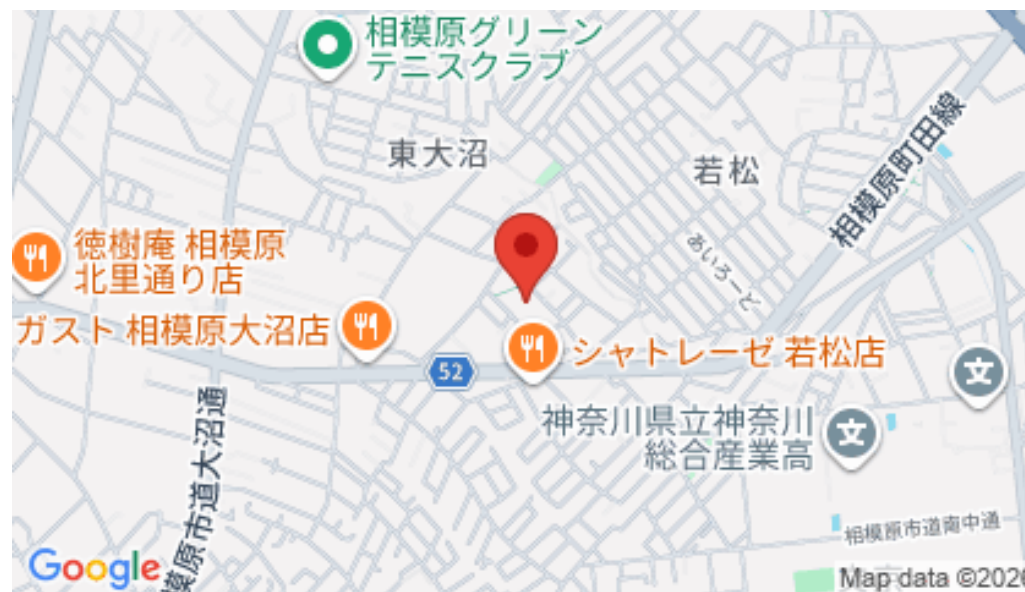 相模原グリーン
テニスクラブ
東大沼
若松
相模原町田線
徳樹庵 相模原
北里通り店
あいろーど
ガスト 相模原大沼店
シャトレーゼ 若松店
52
文
神奈川県立神奈川
総合産業高
文
模原市道大沼通
相模原市道南中通
Google
Map data ©2026